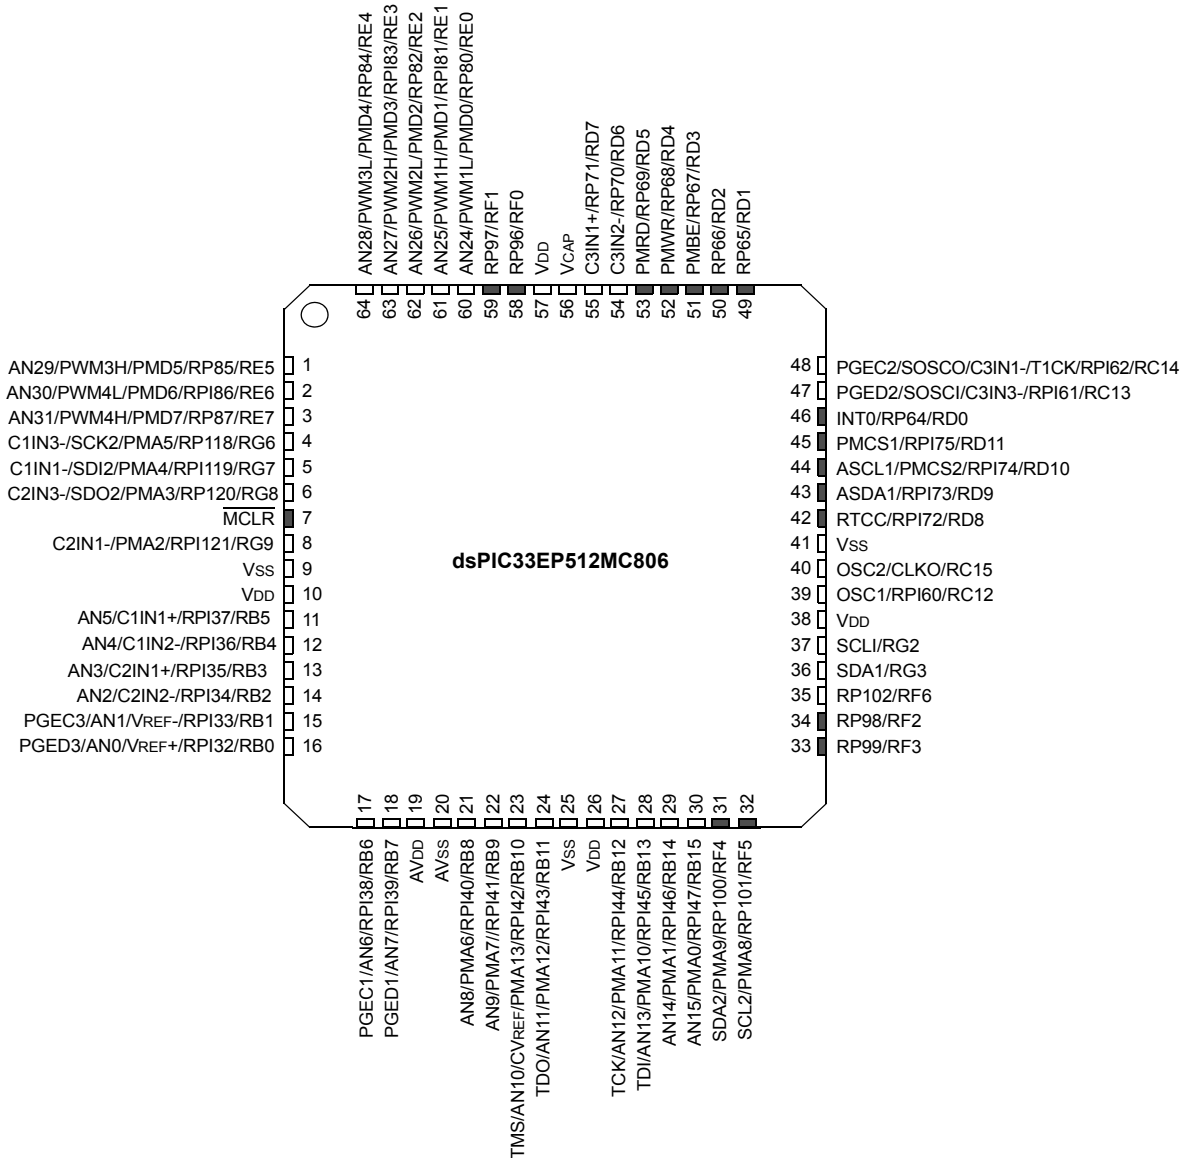 AN28/PWM3L/PMD4/RP84/RE4
AN27/PWM2H/PMD3/RPI83/RE3
AN26/PWM2L/PMD2/RP82/RE2
AN25/PWM1H/PMD1/RPI81/RE1
AN24/PWM1L/PMD0/RP80/RE0
RP97/RF1
RP96/RF0
VDD
VCAP
C3IN1+/RP71/RD7
C3IN2-/RP70/RD6
PMRD/RP69/RD5
PMWR/RP68/RD4
PMBE/RP67/RD3
RP66/RD2
RP65/RD1
64 63 62 61 60 59 58 57 56 55 54 53 52 51 50 49
AN29/PWM3H/PMD5/RP85/RE5 1
AN30/PWM4L/PMD6/RPI86/RE6 2
AN31/PWM4H/PMD7/RP87/RE7 3
C1IN3-/SCK2/PMA5/RP118/RG6 4
C1IN1-/SDI2/PMA4/RPI119/RG7 5
C2IN3-/SDO2/PMA3/RP120/RG8 6
MCLR 7
C2IN1-/PMA2/RPI121/RG9 8
VSS 9
VDD 10
AN5/C1IN1+/RPI37/RB5 11
AN4/C1IN2-/RPI36/RB4 12
AN3/C2IN1+/RPI35/RB3 13
AN2/C2IN2-/RPI34/RB2 14
PGEC3/AN1/VREF-/RPI33/RB1 15
PGED3/AN0/VREF+/RPI32/RB0 16
dsPIC33EP512MC806
48 PGEC2/SOSCO/C3IN1-/T1CK/RPI62/RC14
47 PGED2/SOSCI/C3IN3-/RPI61/RC13
46 INT0/RP64/RD0
45 PMCS1/RPI75/RD11
44 ASCL1/PMCS2/RPI74/RD10
43 ASDA1/RPI73/RD9
42 RTCC/RPI72/RD8
41 VSS
40 OSC2/CLKO/RC15
39 OSC1/RPI60/RC12
38 VDD
37 SCLI/RG2
36 SDA1/RG3
35 RP102/RF6
34 RP98/RF2
33 RP99/RF3
17 18 19 20 21 22 23 24 25 26 27 28 29 30 31 32
PGEC1/AN6/RPI38/RB6
PGED1/AN7/RPI39/RB7
AVDD
AVSS
AN8/PMA6/RPI40/RB8
AN9/PMA7//RPI41/RB9
TMS/AN10/CVREF/PMA13/RPI42/RB10
TDO/AN11/PMA12/RPI43/RB11
VSS
VDD
TCK/AN12/PMA11/RPI44/RB12
TDI/AN13/PMA10/RPI45/RB13
AN14/PMA1/RPI46/RB14
AN15/PMA0/RPI47/RB15
SDA2/PMA9/RP100/RF4
SCL2/PMA8/RP101/RF5